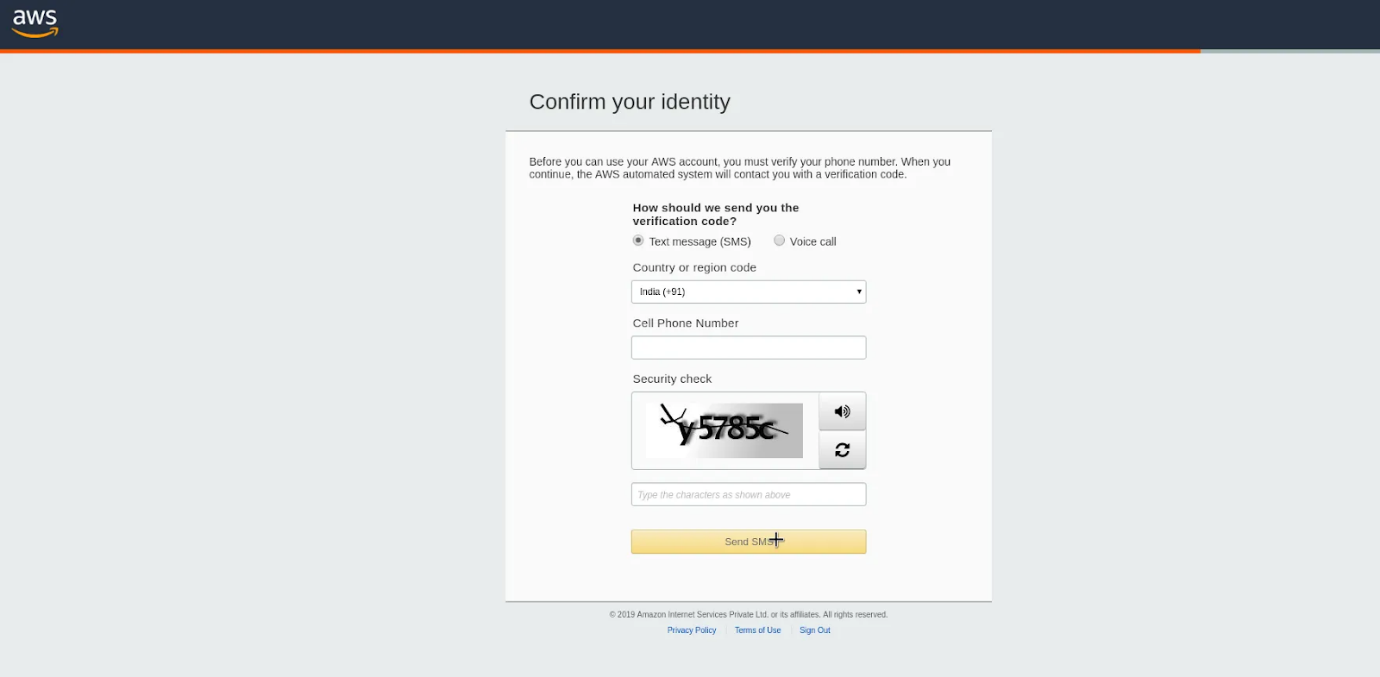 aws
Confirm your identity
Before you can use your AWS account, you must verify your phone number. When you
continue, the AWS automated system will contact you with a verification code.
How should we send you the
verification code?
Text message (SMS) Voice call
Country or region code
India (+91)
Cell Phone Number
Security check
y5785c
Type the characters as shown above
Send SMS
© 2019 Amazon Internet Services Private Ltd. or its affiliates. All rights reserved.
Privacy Policy Terms of Use Sign Out